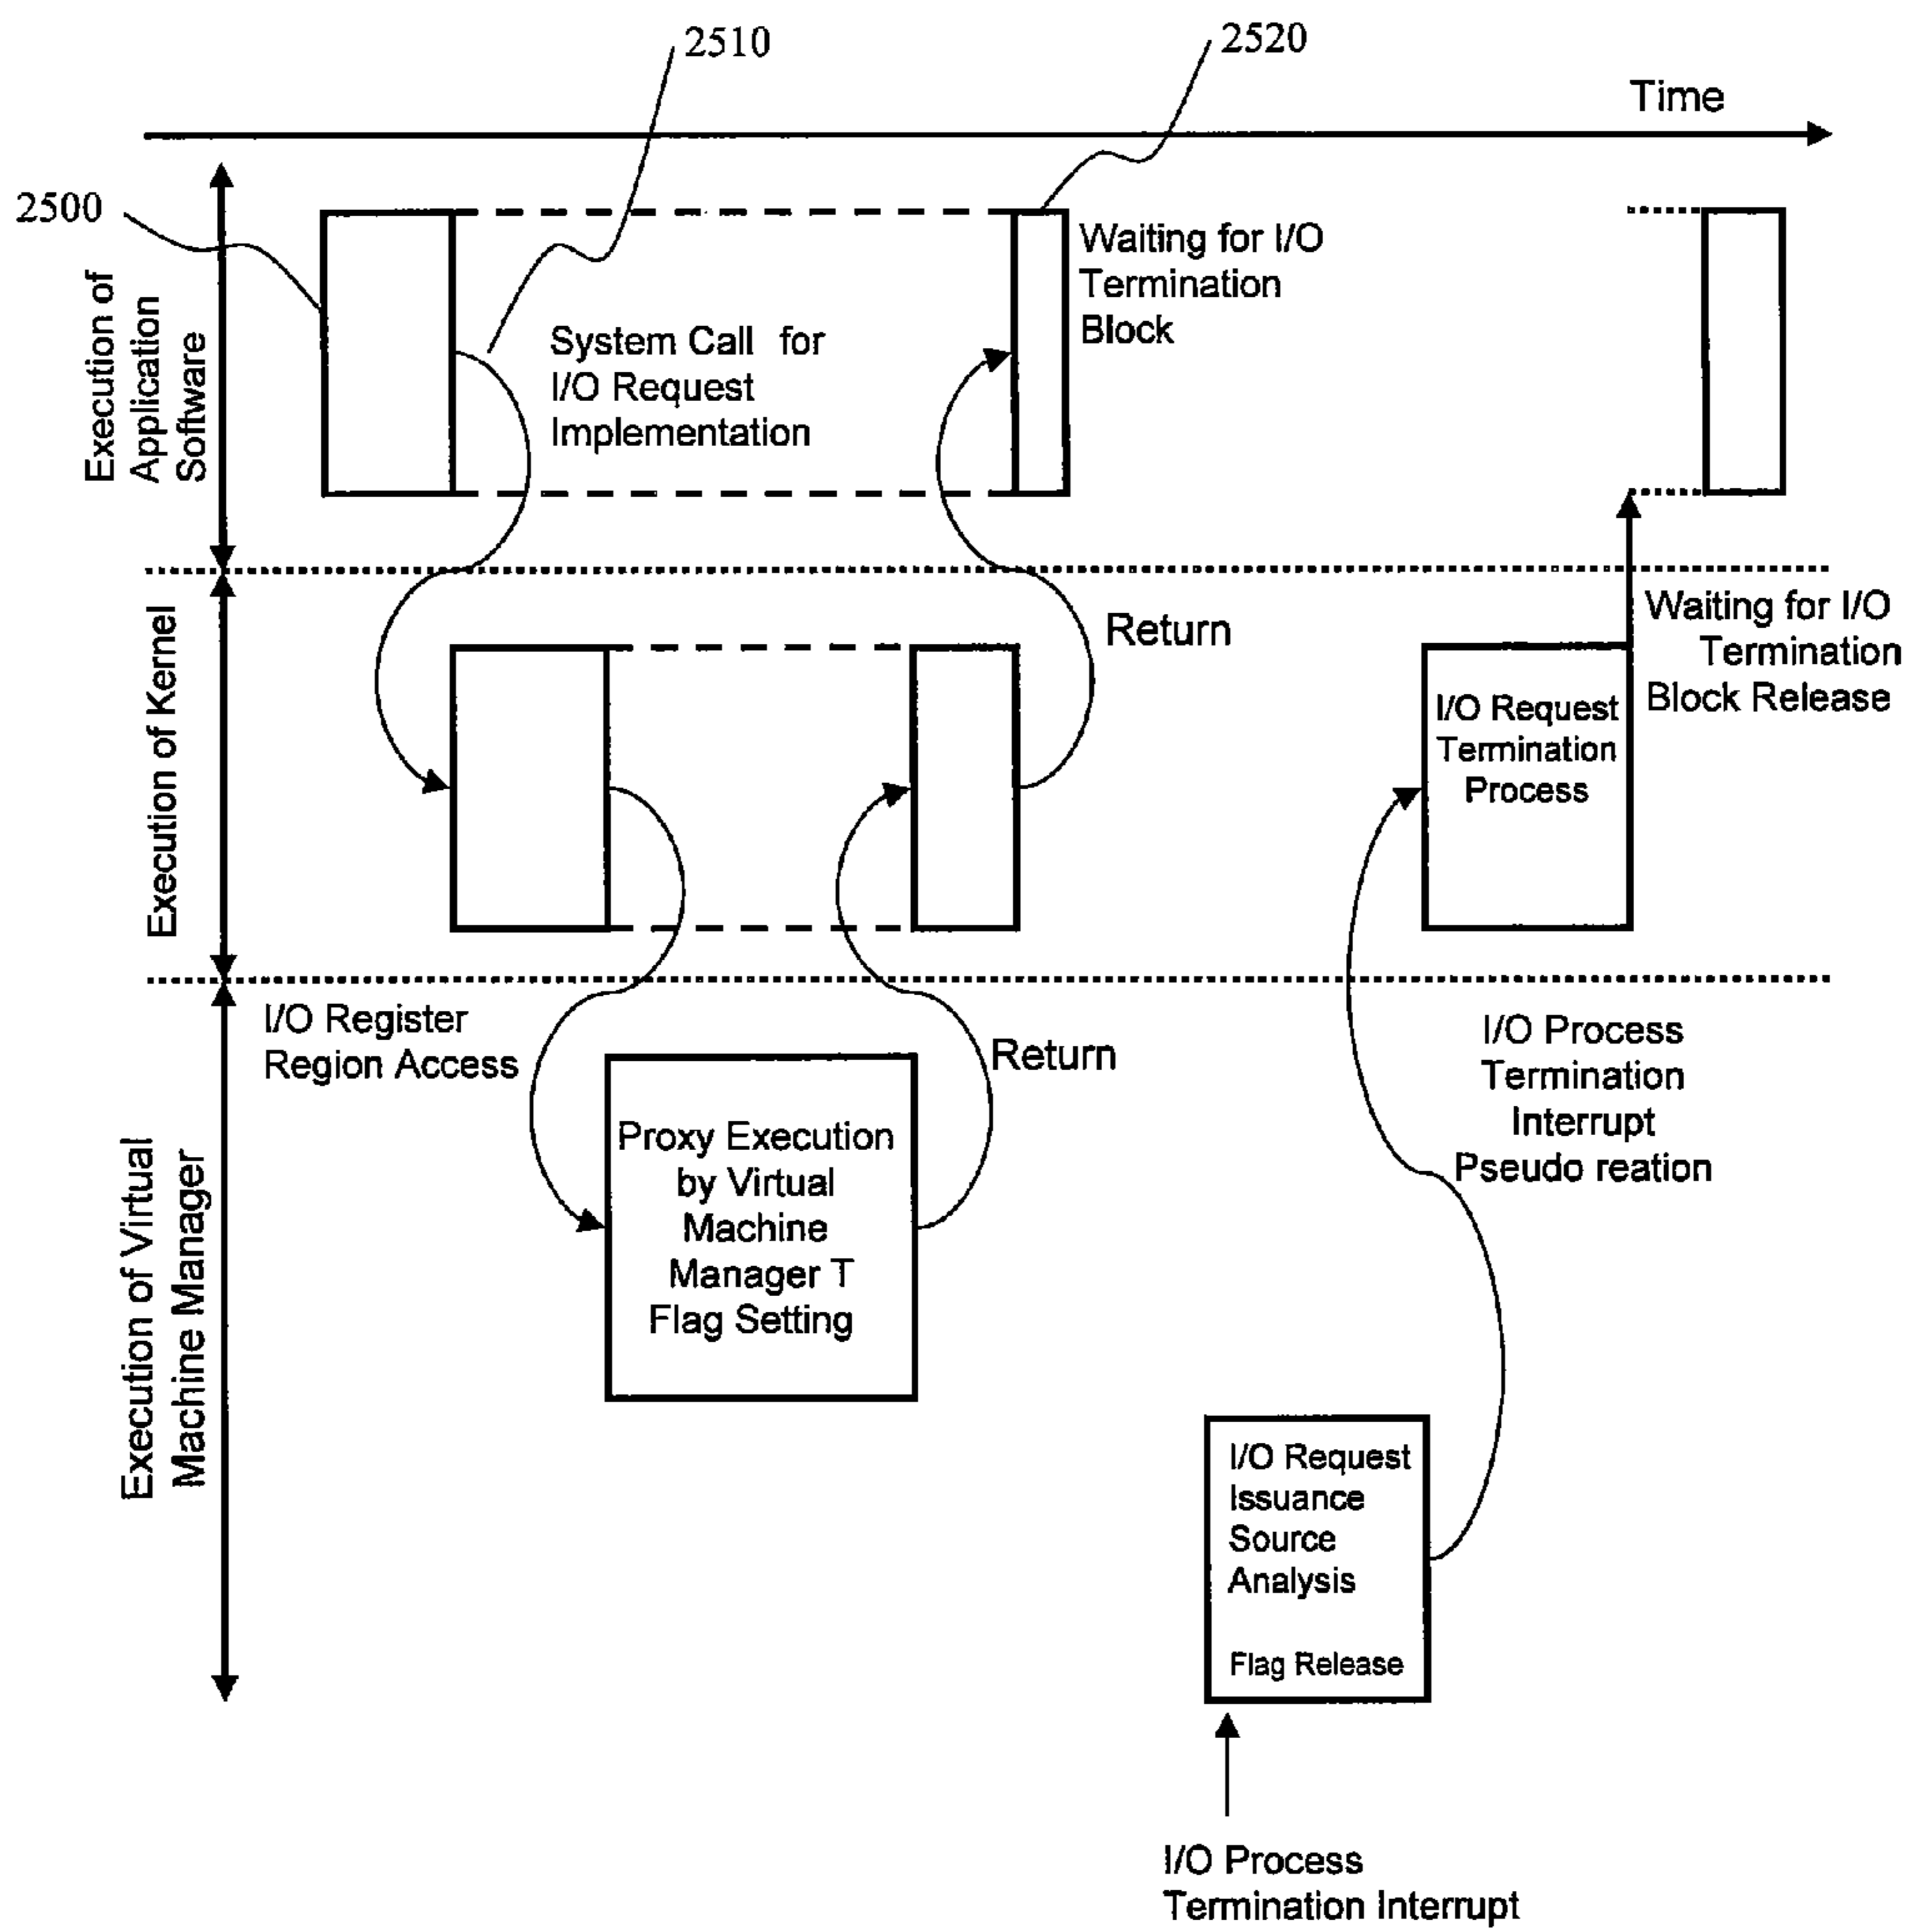 2510
2520
Time
2500
Execution of
Application
Software
System Call for
I/O Request
Implementation
Waiting for I/O
Termination
Block
Execution of Kernel
Return
I/O Request
Termination
Process
Waiting for I/O
Termination
Block Release
Execution of Virtual
Machine Manager
I/O Register
Region Access
Return
Proxy Execution
by Virtual
Machine
Manager T
Flag Setting
I/O Process
Termination
Interrupt
Pseudo reation
I/O Request
Issuance
Source
Analysis
Flag Release
I/O Process
Termination Interrupt